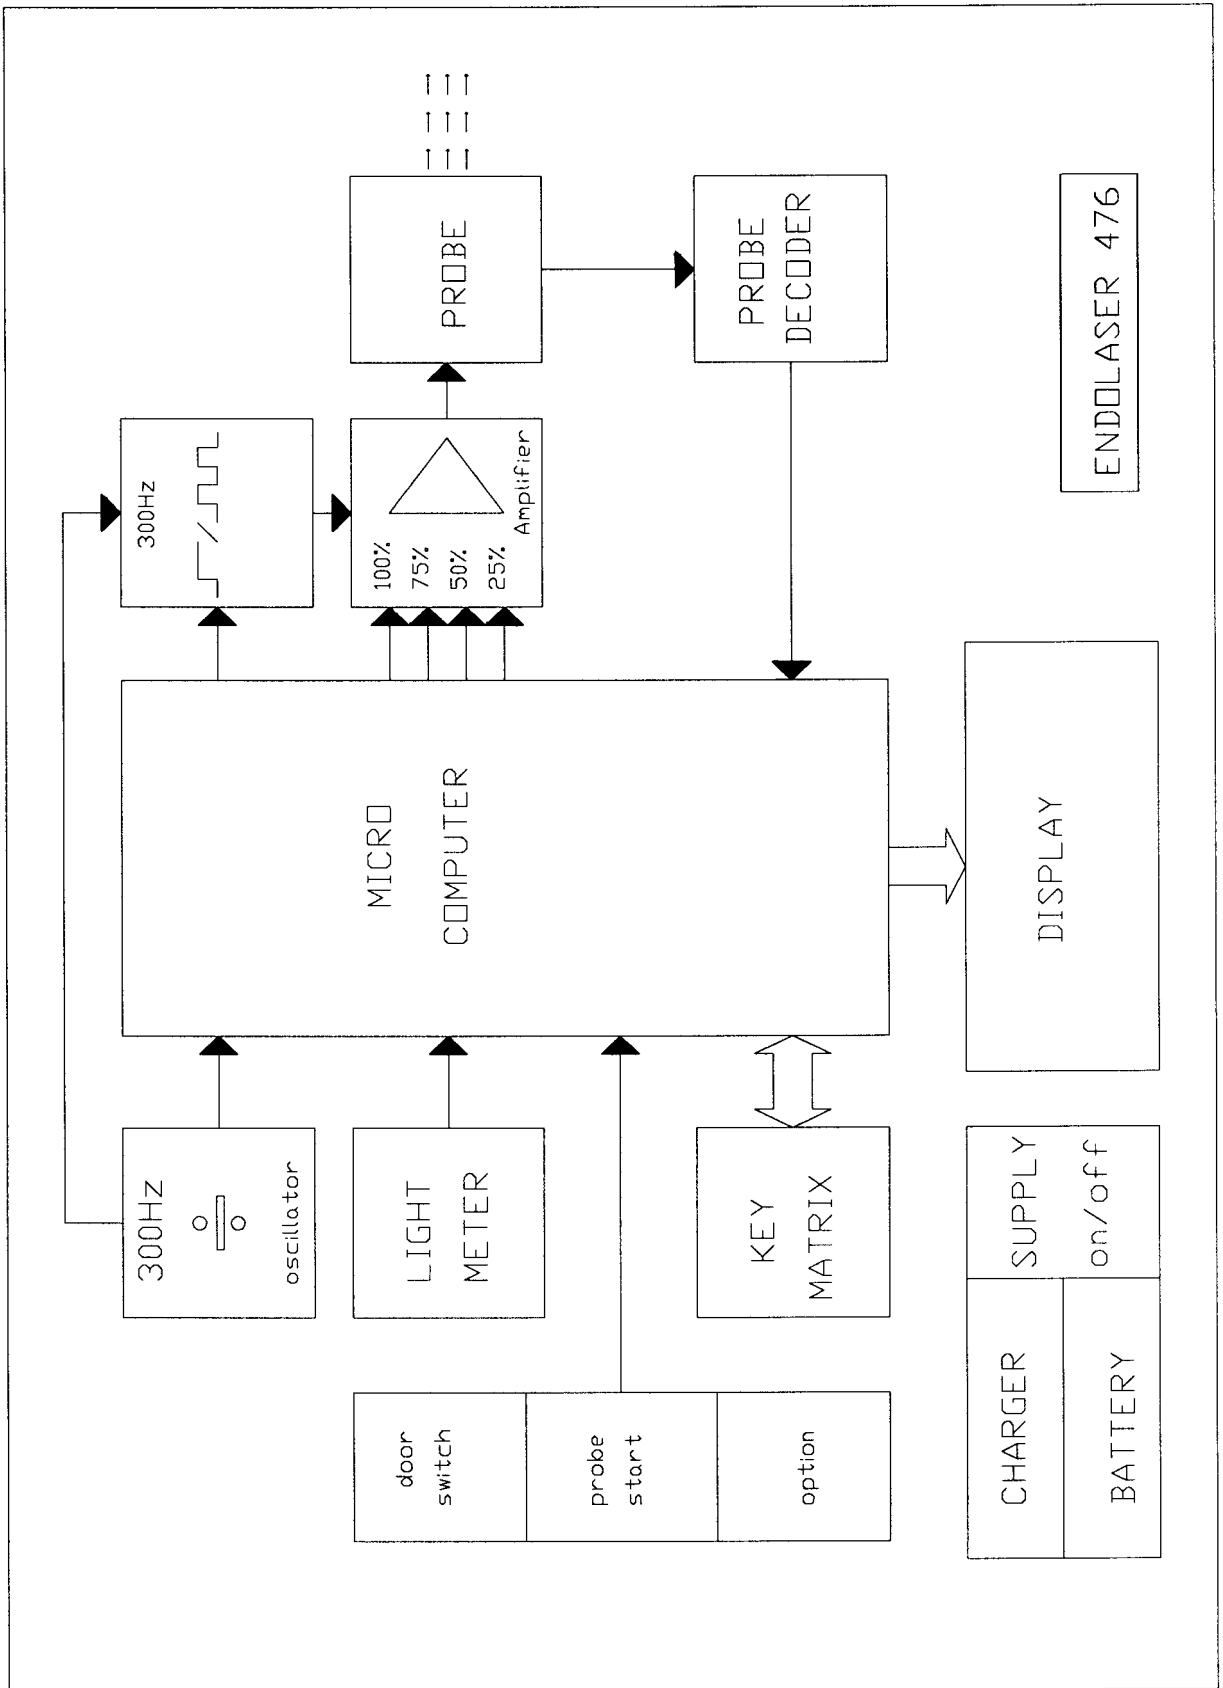 300Hz
oscillator
300Hz
LIGHT
METER
MICRO
COMPUTER
100%
75%
50%
25%
Amplifier
PROBE
door
switch
probe
start
option
KEY
MATRIX
PROBE
DECODER
CHARGER
BATTERY
SUPPLY
on/off
DISPLAY
ENDOLASER 476